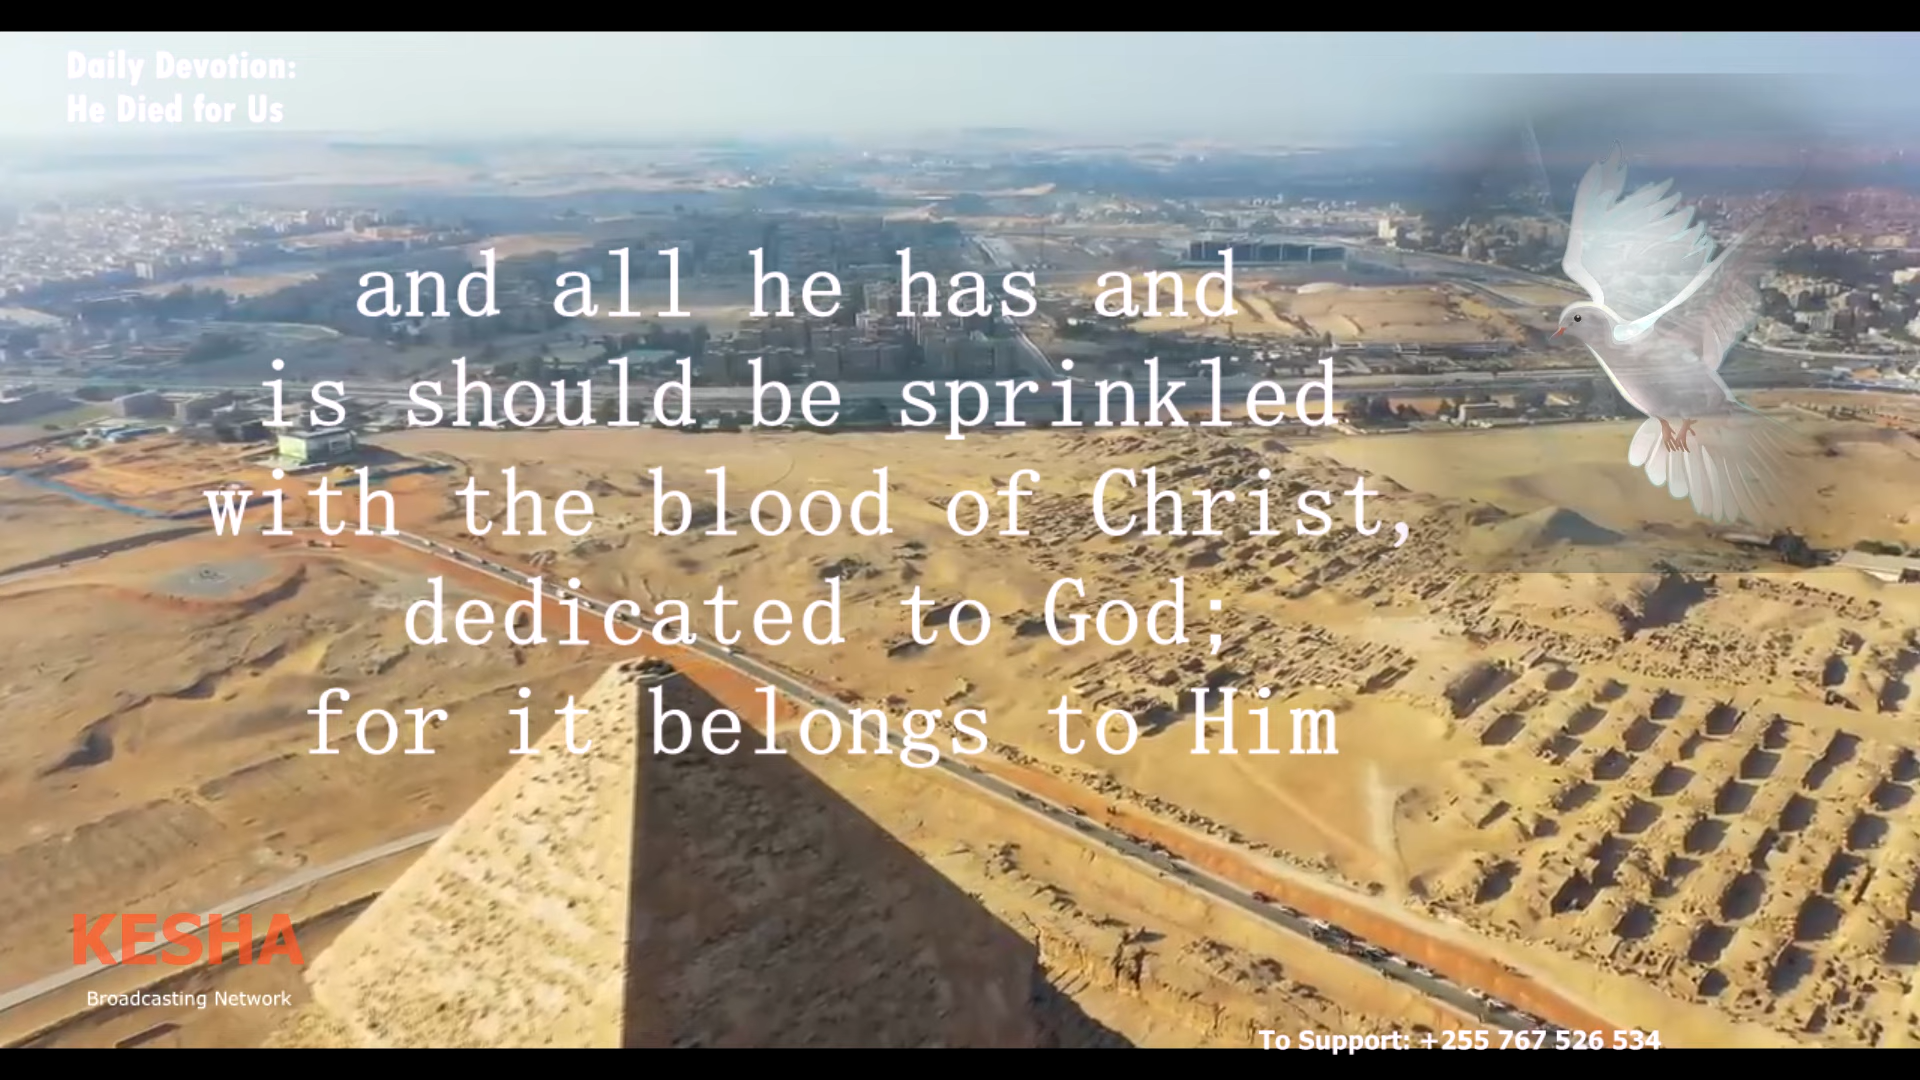 Daily Devotion:
He Died for Us
and all he has and
is should be sprinkled
with the blood of Christ,
dedicated to God;
for it belongs to Him
KESHA
Broadcasting Network
To Support: +255 767 526 534